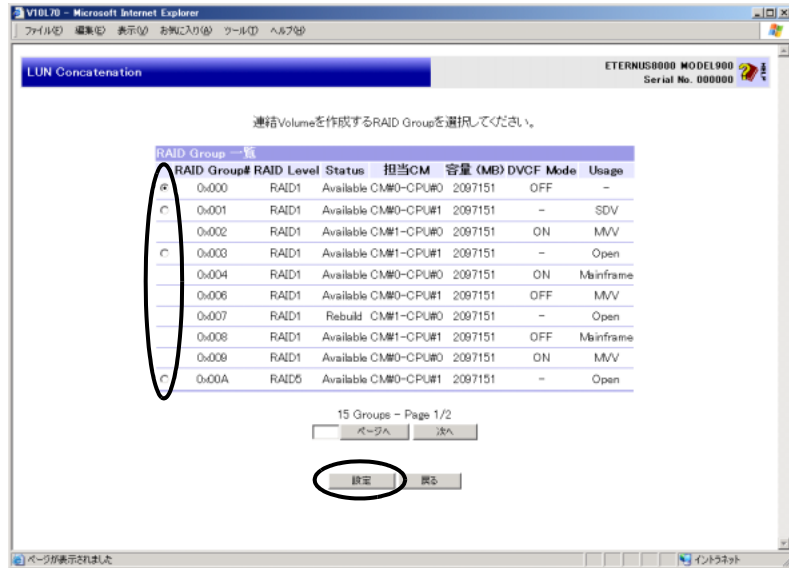 V10L70 - Microsoft Internet Explorer
ファイル(F) 編集(E) 表示(V) お気に入り(A) ツール(T) ヘルプ(H)
LUN Concatenation
ETERNUS8000 MODEL900
Serial No. 000000
HELP
連結Volumeを作成するRAID Groupを選択してください。
RAID Group 一覧
RAID Group# RAID Level Status 担当CM 容量 (MB) DVCF Mode Usage
0x000 RAID1 Available CM#0-CPU#0 2097151 OFF -
0x001 RAID1 Available CM#0-CPU#1 2097151 - SDV
0x002 RAID1 Available CM#1-CPU#0 2097151 ON MVV
0x003 RAID1 Available CM#1-CPU#1 2097151 - Open
0x004 RAID1 Available CM#0-CPU#0 2097151 ON Mainframe
0x006 RAID1 Available CM#0-CPU#1 2097151 OFF MVV
0x007 RAID1 Rebuild CM#1-CPU#0 2097151 - Open
0x008 RAID1 Available CM#1-CPU#1 2097151 OFF Mainframe
0x009 RAID1 Available CM#0-CPU#0 2097151 ON MVV
0x00A RAID5 Available CM#0-CPU#1 2097151 - Open
15 Groups - Page 1/2
ページへ 次へ
設定 戻る
ページが表示されました イントラネット